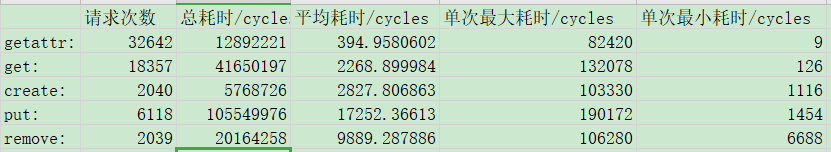 请求次数 总耗时/cycles 平均耗时/cycles 单次最大耗时/cycles 单次最小耗时/cycles
getattr: 32642 12892221 394.9580602 82420 9
get: 18357 41650197 2268.899984 132078 126
create: 2040 5768726 2827.806863 103330 1116
put: 6118 105549976 17252.36613 190172 1454
remove: 2039 20164258 9889.287886 106280 6688